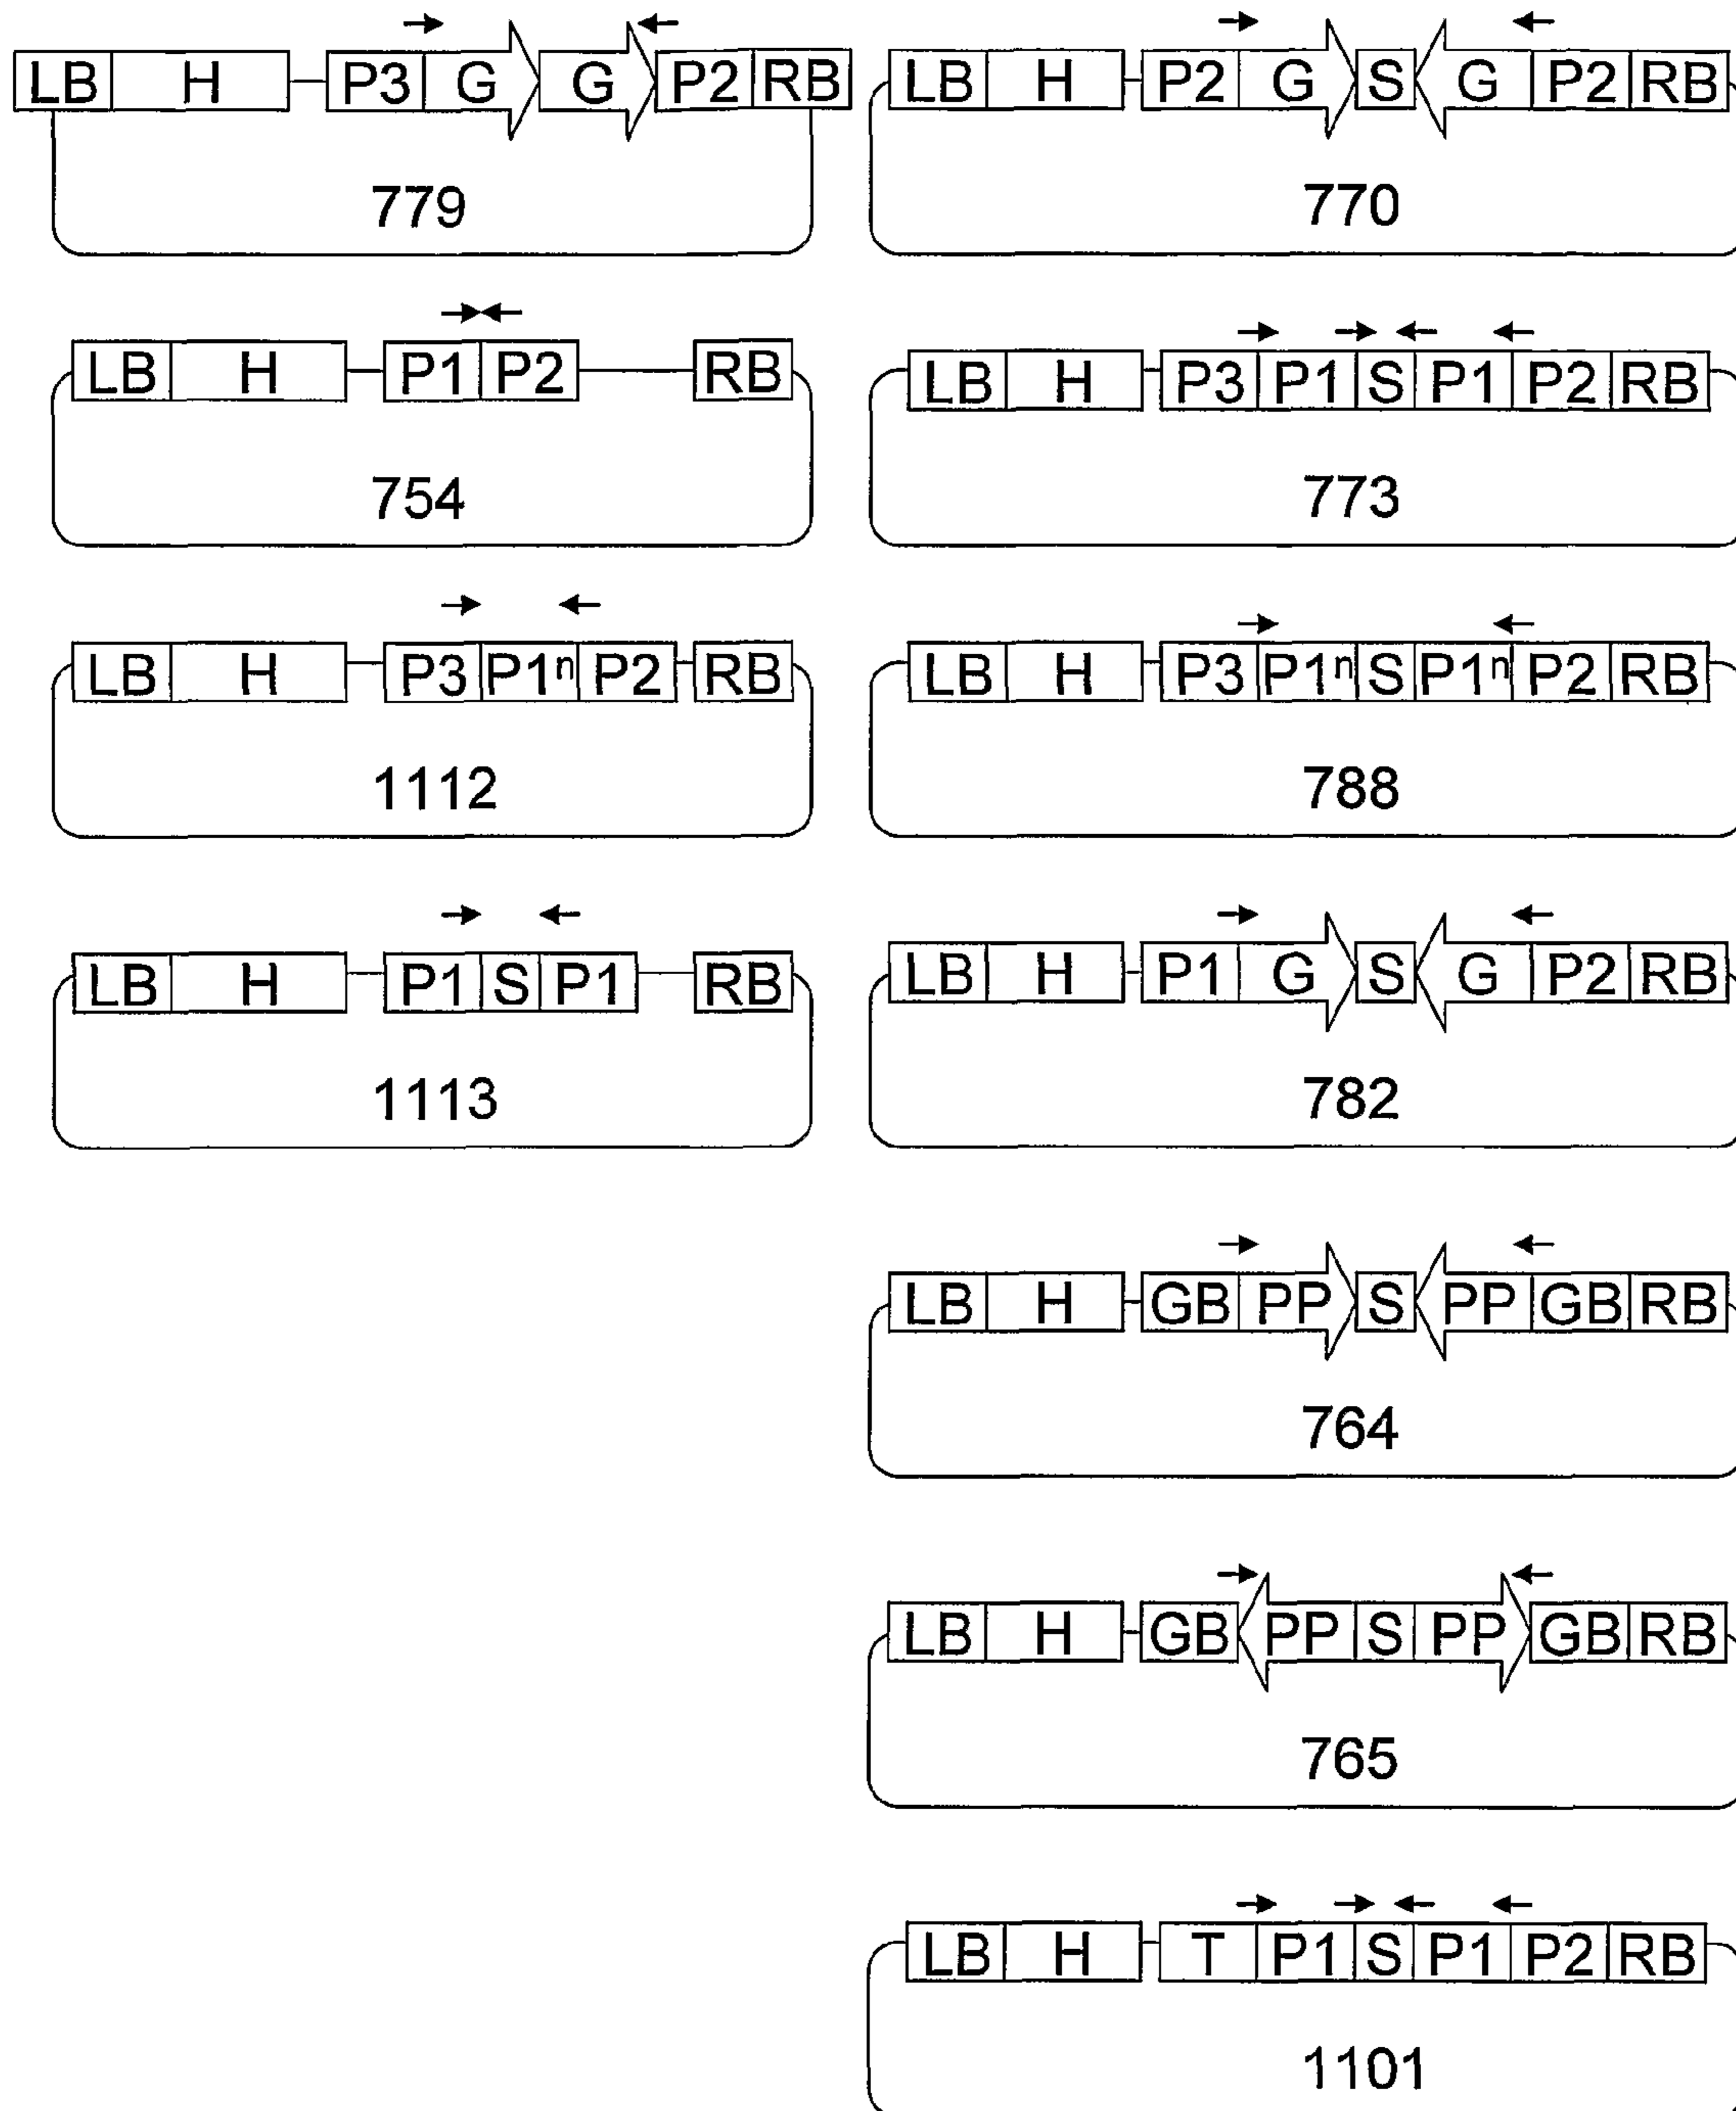 LB H P3 G G P2 RB
779
LB H P2 G S G P2 RB
770
LB H P1 P2 RB
754
LB H P3 P1 S P1 P2 RB
773
LB H P3 P1n P2 RB
1112
LB H P3 P1n S P1n P2 RB
788
LB H P1 S P1 RB
1113
LB H P1 G S G P2 RB
782
LB H GB PP S PP GB RB
764
LB H GB PP S PP GB RB
765
LB H T P1 S P1 P2 RB
1101